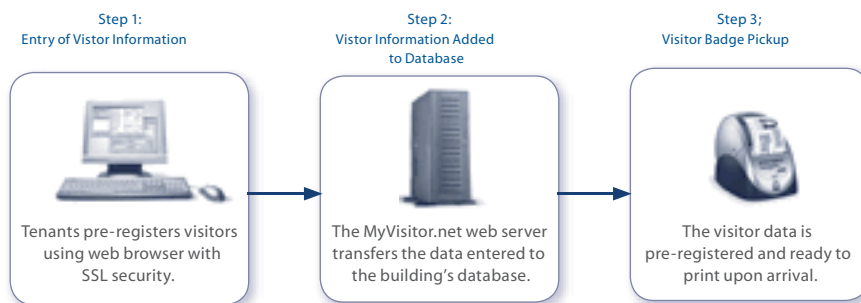 Step 1:
Entry of Vistor Information
Step 2:
Vistor Information Added
to Database
Step 3;
Visitor Badge Pickup
Tenants pre-registers visitors
using web browser with
SSL security.
The MyVisitor.net web server
transfers the data entered to
the building's database.
The visitor data is
pre-registered and ready to
print upon arrival.